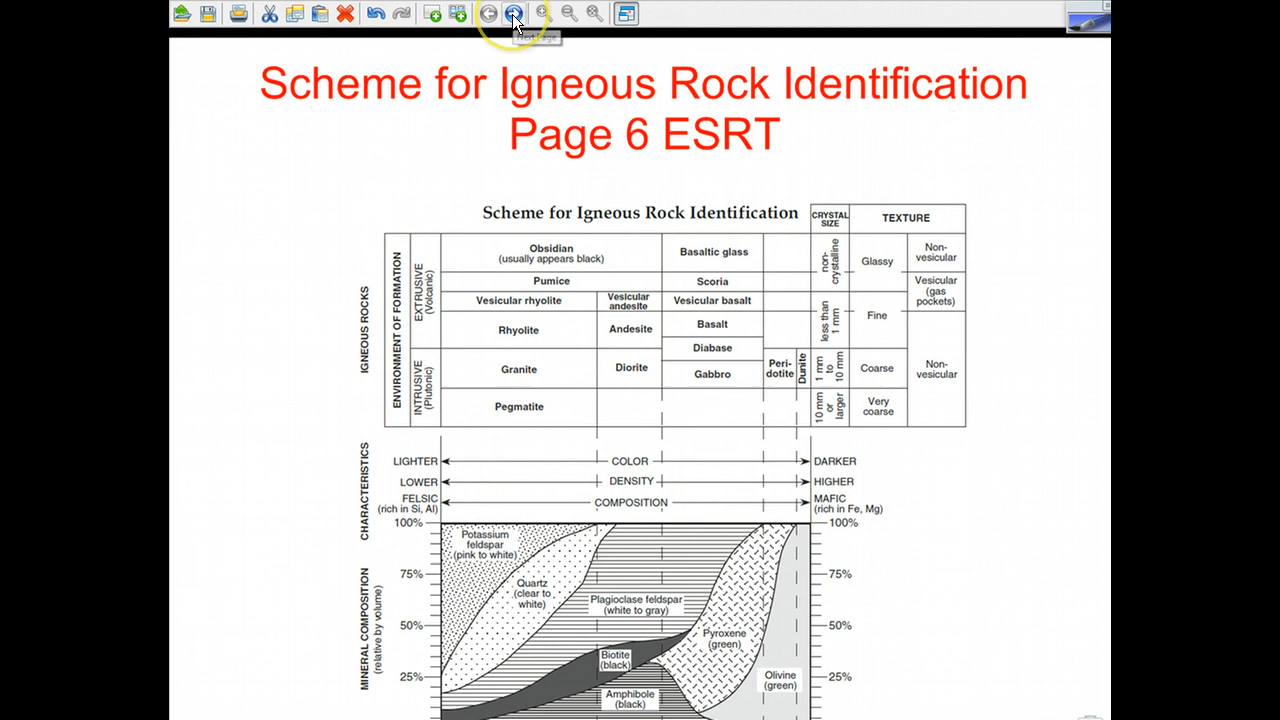 Next Page
Scheme for Igneous Rock Identification
Page 6 ESRT
Scheme for Igneous Rock Identification
CRYSTAL
SIZE
TEXTURE
IGNEOUS ROCKS
ENVIRONMENT OF FORMATION
EXTRUSIVE
(Volcanic)
INTRUSIVE
(Plutonic)
Obsidian
(usually appears black)
Basaltic glass
non-
crystalline
Glassy
Non-
vesicular
Pumice
Scoria
Vesicular
(gas
pockets)
Vesicular rhyolite
Vesicular
andesite
Vesicular basalt
less than
1 mm
Fine
Rhyolite
Andesite
Basalt
Diabase
Granite
Diorite
Gabbro
Peri-
dotite
Dunite
1 mm
to
10 mm
Coarse
Non-
vesicular
Pegmatite
10 mm
or
larger
Very
coarse
CHARACTERISTICS
LIGHTER
COLOR
DARKER
LOWER
DENSITY
HIGHER
FELSIC
(rich in Si, Al)
COMPOSITION
MAFIC
(rich in Fe, Mg)
MINERAL COMPOSITION
(relative by volume)
100%
100%
Potassium
feldspar
(pink to white)
75%
75%
Quartz
(clear to
white)
Plagioclase feldspar
(white to gray)
50%
50%
Pyroxene
(green)
Biotite
(black)
25%
25%
Olivine
(green)
Amphibole
(black)